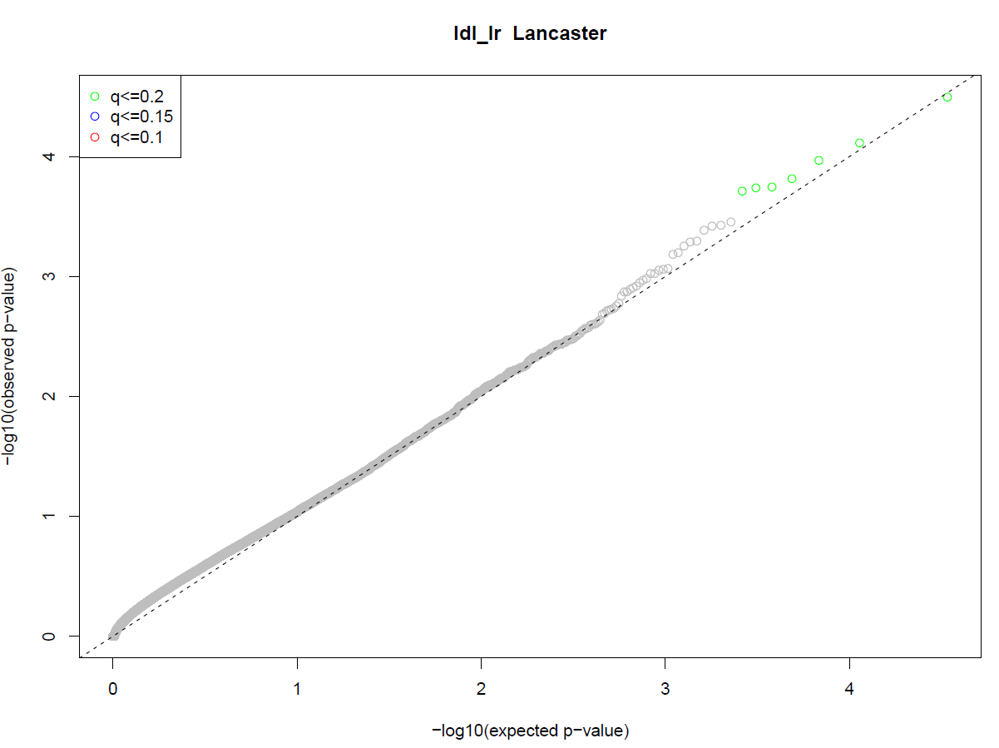 ldl_lr  Lancaster
q<=0.2
q<=0.15
q<=0.1
−log10(observed p−value)
4
3
2
1
0
0 1 2 3 4
−log10(expected p−value)